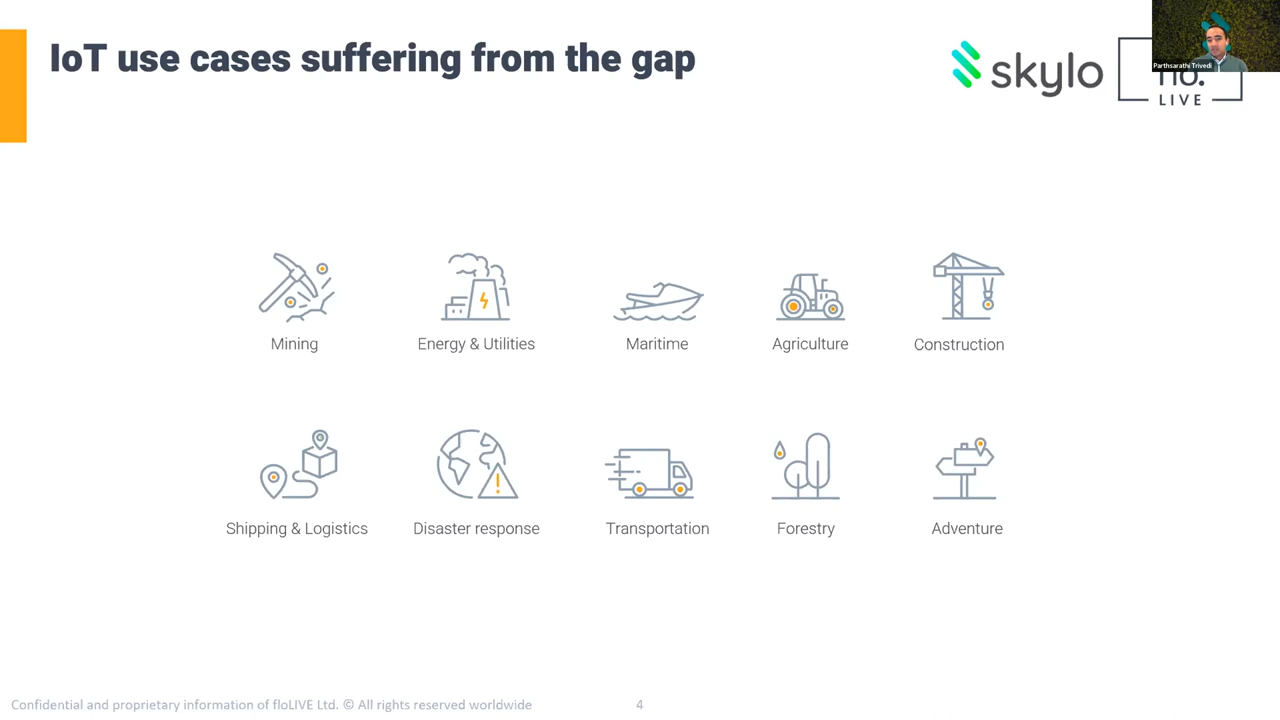 IoT use cases suffering from the gap
skylo
flo.
LIVE
Parthsarathi Trivedi
Mining
Energy & Utilities
Maritime
Agriculture
Construction
Shipping & Logistics
Disaster response
Transportation
Forestry
Adventure
Confidential and proprietary information of floLIVE Ltd. © All rights reserved worldwide
4